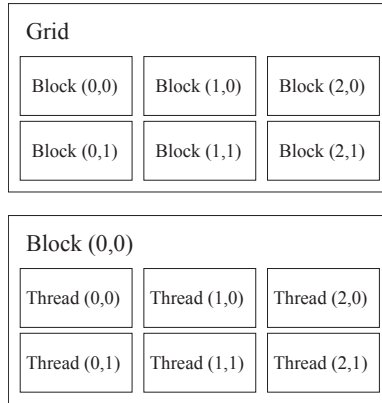 Grid
Block (0,0) Block (1,0) Block (2,0)
Block (0,1) Block (1,1) Block (2,1)
Block (0,0)
Thread (0,0) Thread (1,0) Thread (2,0)
Thread (0,1) Thread (1,1) Thread (2,1)